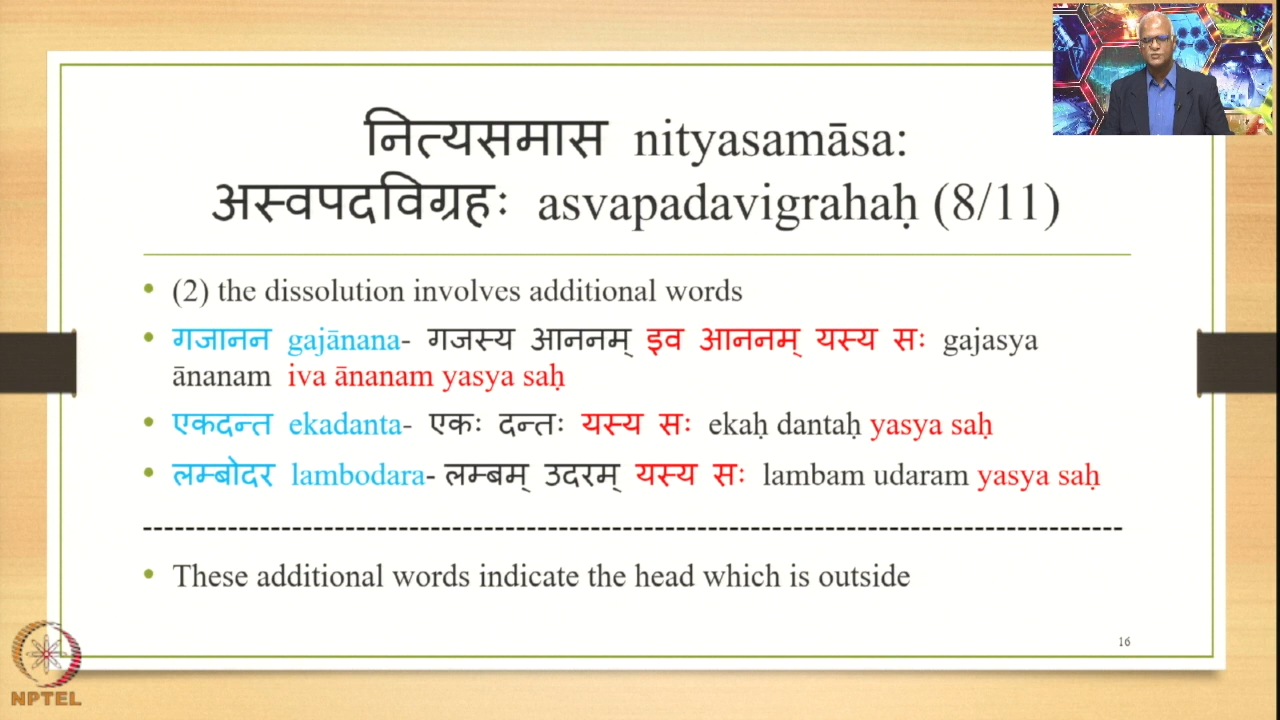 नित्यसमास nityasamāsa:
अस्वपदविग्रहः asvapadavigrahaḥ (8/11)
• (2) the dissolution involves additional words
• गजानन gajānana- गजस्य आननम् इव आननम् यस्य सः gajasya
ānanam iva ānanam yasya saḥ
• एकदन्त ekadanta- एकः दन्तः यस्य सः ekaḥ dantaḥ yasya saḥ
• लम्बोदर lambodara- लम्बम् उदरम् यस्य सः lambam udaram yasya saḥ
--------------------------------------------------------------------------------------------
• These additional words indicate the head which is outside
16
NPTEL